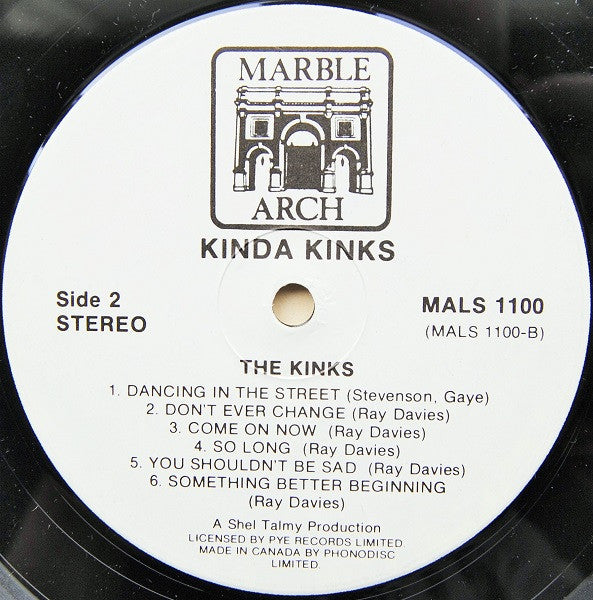 MARBLE
ARCH
KINDA KINKS
Side 2
STEREO
MALS 1100
(MALS 1100-B)
THE KINKS
1. DANCING IN THE STREET (Stevenson, Gaye)
2. DON'T EVER CHANGE (Ray Davies)
3. COME ON NOW (Ray Davies)
4. SO LONG (Ray Davies)
5. YOU SHOULDN'T BE SAD (Ray Davies)
6. SOMETHING BETTER BEGINNING
(Ray Davies)
A Shel Talmy Production
LICENSED BY PYE RECORDS LIMITED.
MADE IN CANADA BY PHONODISC
LIMITED.